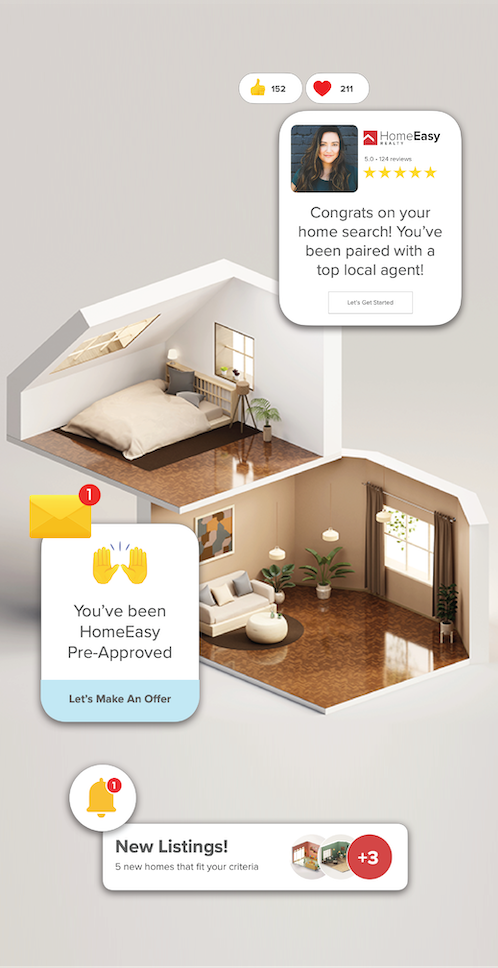 152
211
HomeEasy
REALTY
5.0 • 124 reviews
Congrats on your
home search! You’ve
been paired with a
top local agent!
Let's Get Started
1
You’ve been
HomeEasy
Pre-Approved
Let’s Make An Offer
1
New Listings!
5 new homes that fit your criteria
+3